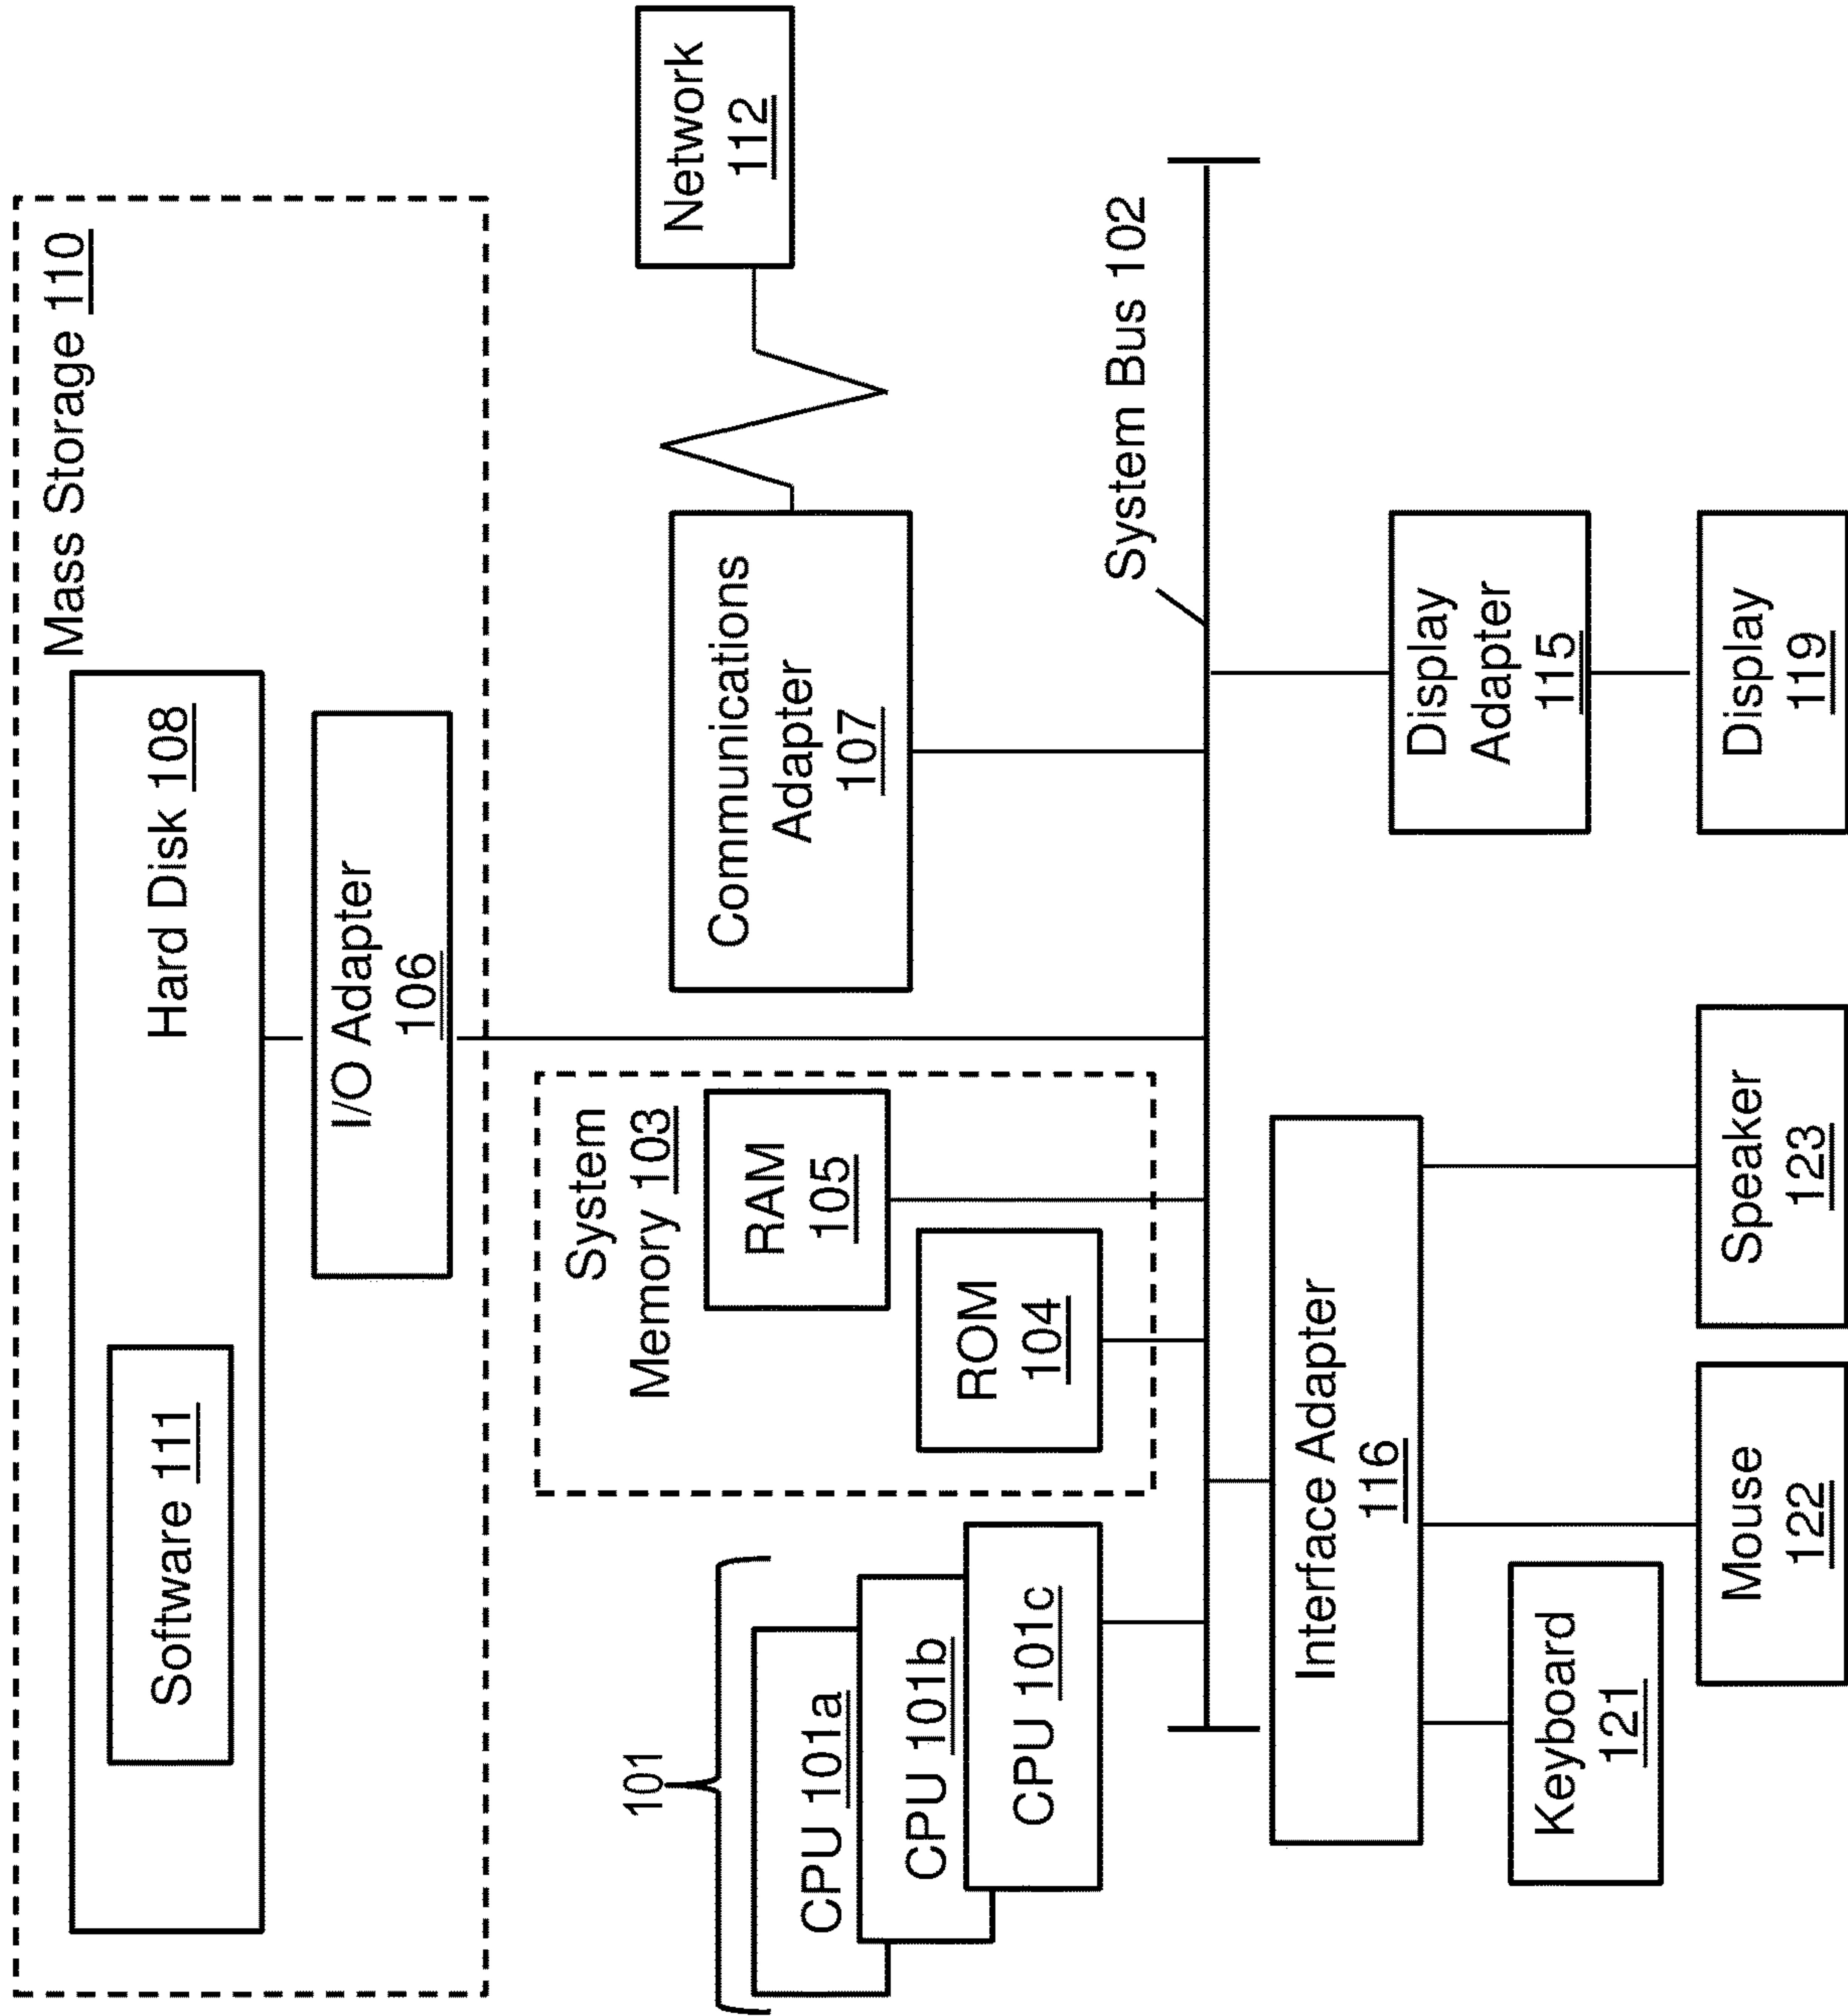 Mass Storage 110
Hard Disk 108
Software 111
I/O Adapter
106
101
CPU 101a
CPU 101b
CPU 101c
System
Memory 103
RAM
105
ROM
104
Communications
Adapter
107
Network
112
System Bus 102
Interface Adapter
116
Display
Adapter
115
Keyboard
121
Mouse
122
Speaker
123
Display
119